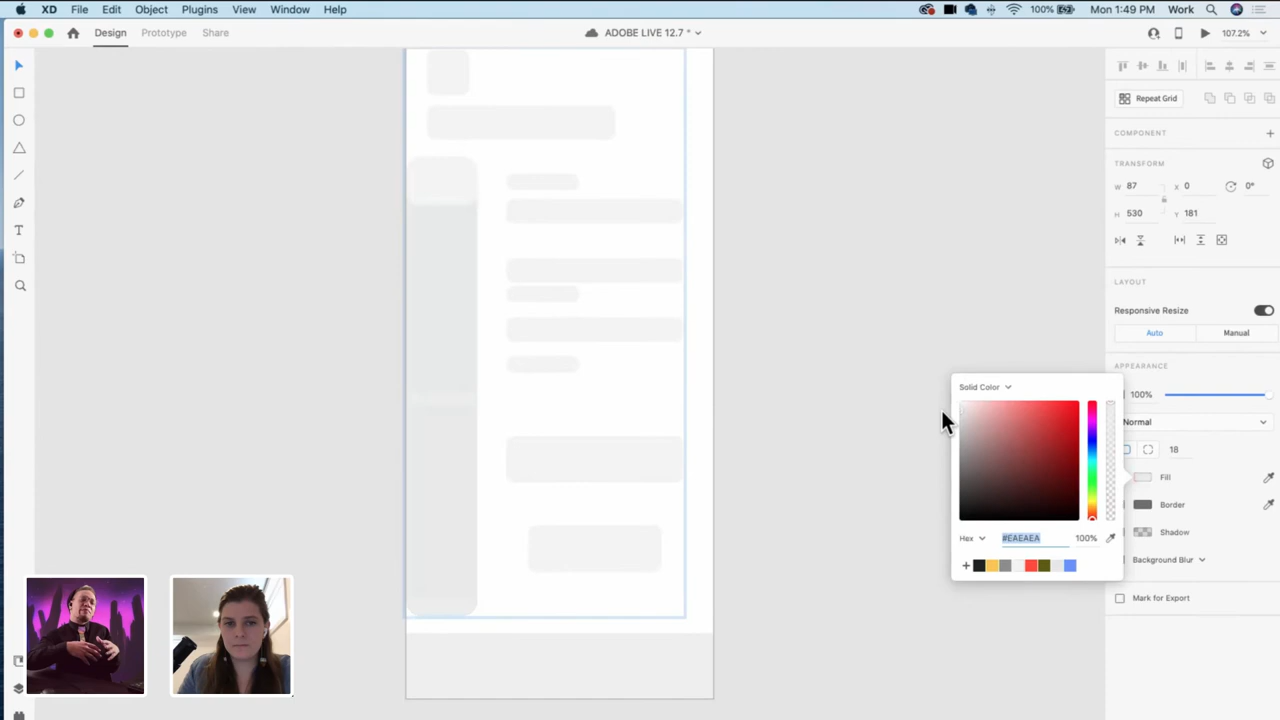 XD File Edit Object Plugins View Window Help 100% Mon 1:49 PM Work
Design Prototype Share ADOBE LIVE 12.7 * 107.2%
Repeat Grid
COMPONENT
TRANSFORM
W 87 X 0 0°
H 530 Y 181
LAYOUT
Responsive Resize
Auto Manual
APPEARANCE
100%
Solid Color
Normal
18
Fill
Border
Shadow
Hex #EAEAEA 100%
Background Blur
Mark for Export
T